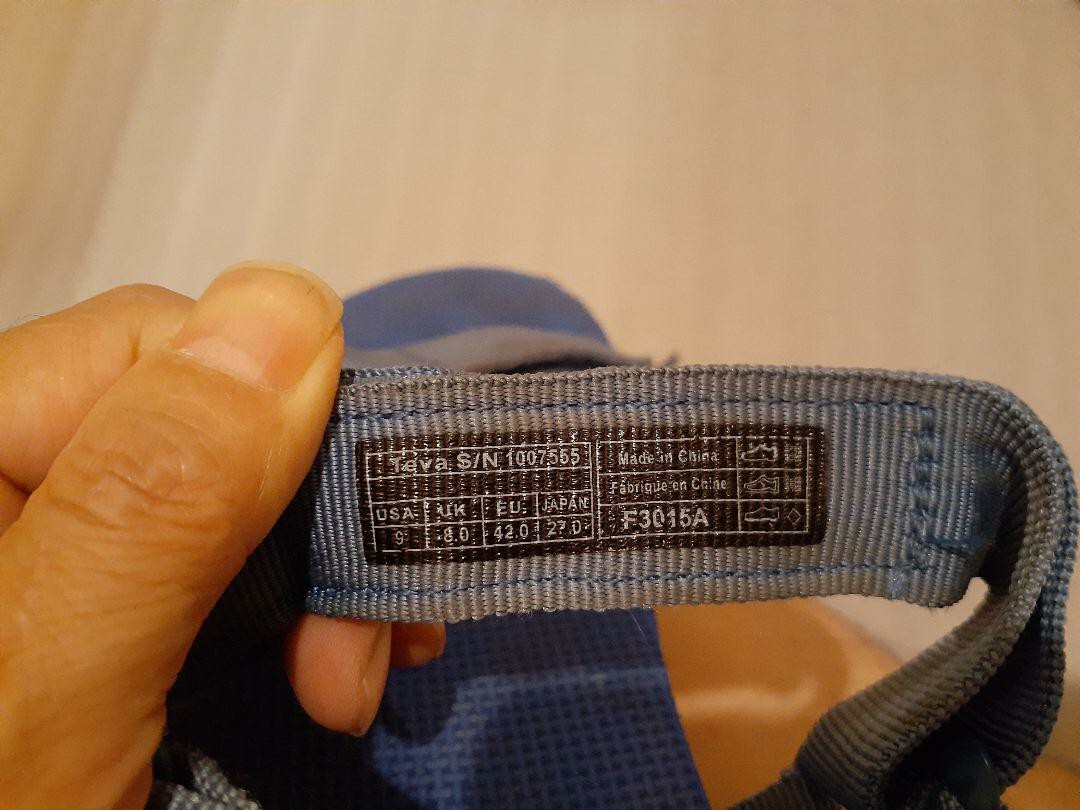 Teva S/N 1007555
USA UK EU JAPAN
9 8.0 42.0 27.0
Made in China
Fabriqué en Chine
F3015A